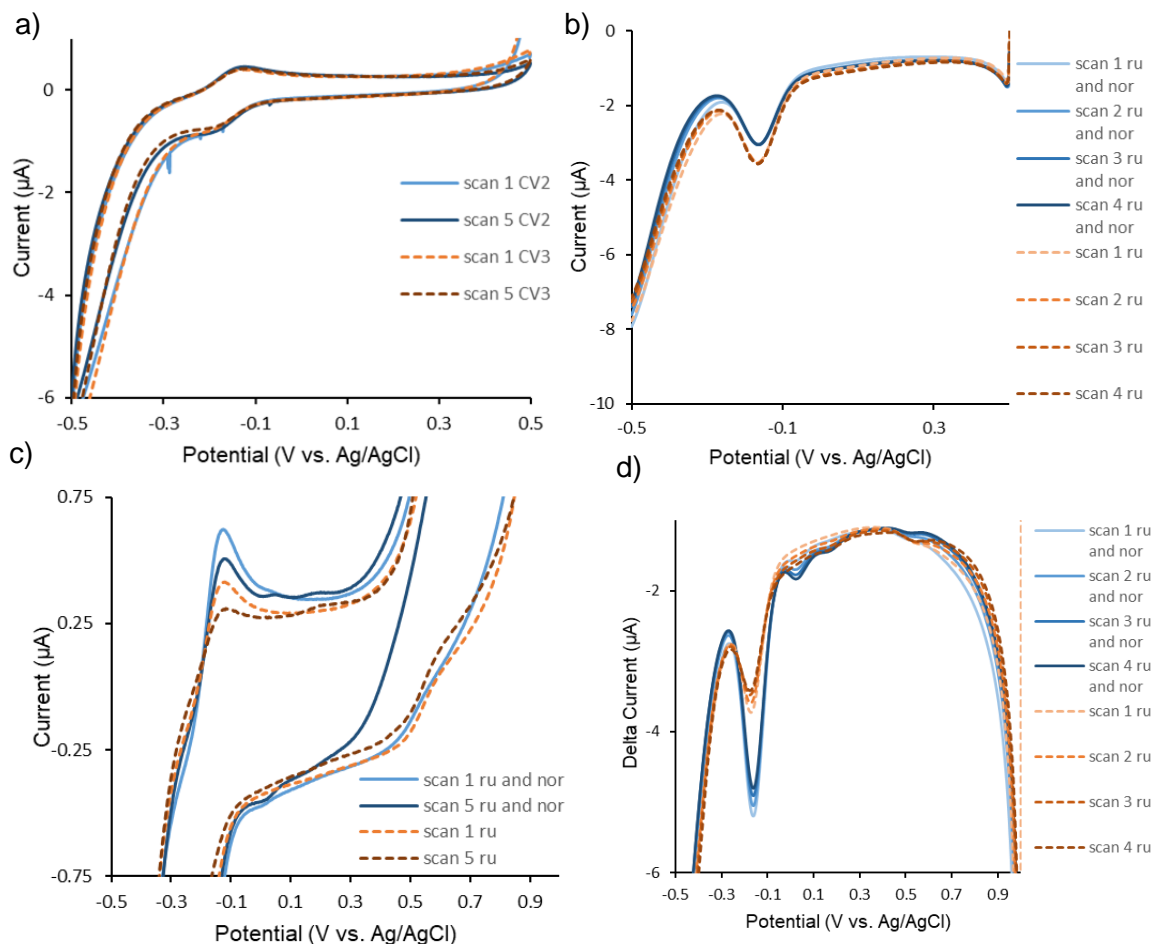 a)
0
-2
-4
-6
-0.5
-0.3
-0.1
0.1
0.3
0.5
Current (µA)
Potential (V vs. Ag/AgCl)
scan 1 CV2
scan 5 CV2
scan 1 CV3
scan 5 CV3
b)
0
-2
-4
-6
-8
-10
-0.5
-0.1
0.3
Current (µA)
Potential (V vs. Ag/AgCl)
scan 1 ru
and nor
scan 2 ru
and nor
scan 3 ru
and nor
scan 4 ru
and nor
scan 1 ru
scan 2 ru
scan 3 ru
scan 4 ru
c)
0.75
0.25
-0.25
-0.75
-0.5
-0.3
-0.1
0.1
0.3
0.5
0.7
0.9
Current (µA)
Potential (V vs. Ag/AgCl)
scan 1 ru and nor
scan 5 ru and nor
scan 1 ru
scan 5 ru
d)
-2
-4
-6
-0.5
-0.3
-0.1
0.1
0.3
0.5
0.7
0.9
Delta Current (µA)
Potential (V vs. Ag/AgCl)
scan 1 ru
and nor
scan 2 ru
and nor
scan 3 ru
and nor
scan 4 ru
and nor
scan 1 ru
scan 2 ru
scan 3 ru
scan 4 ru